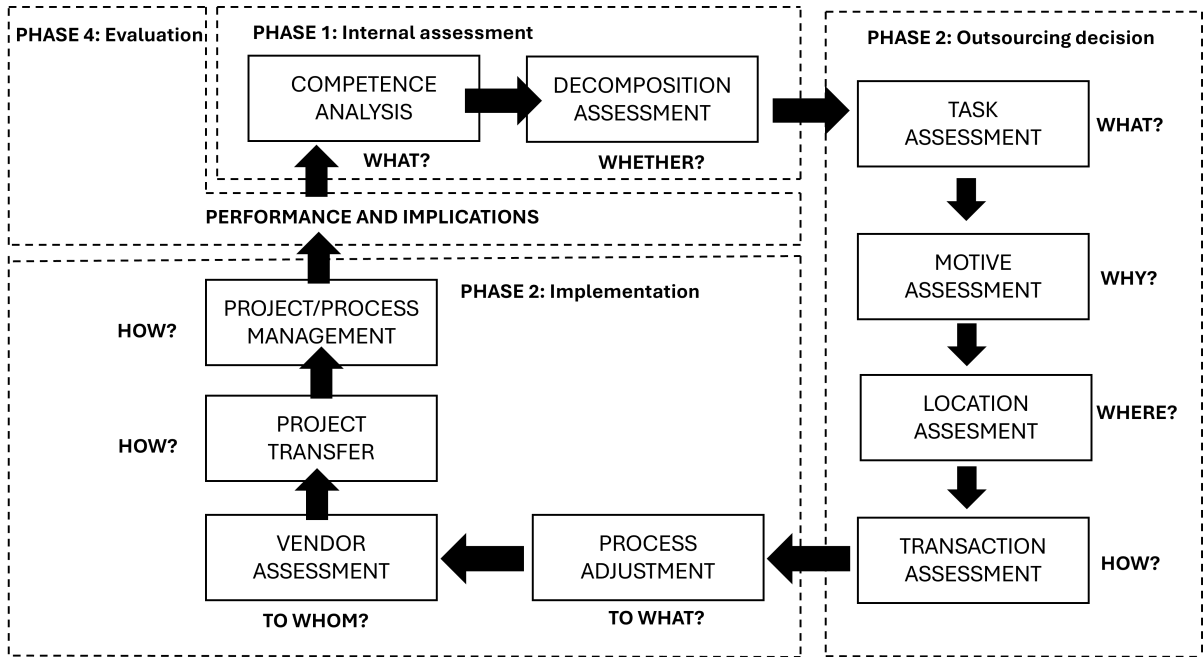 PHASE 4: Evaluation
PHASE 1: Internal assessment
COMPETENCE
ANALYSIS
WHAT?
DECOMPOSITION
ASSESSMENT
WHETHER?
PHASE 2: Outsourcing decision
TASK
ASSESSMENT
WHAT?
MOTIVE
ASSESSMENT
WHY?
LOCATION
ASSESMENT
WHERE?
TRANSACTION
ASSESSMENT
HOW?
PHASE 2: Implementation
PROCESS
ADJUSTMENT
TO WHAT?
VENDOR
ASSESSMENT
TO WHOM?
PROJECT
TRANSFER
HOW?
PROJECT/PROCESS
MANAGEMENT
HOW?
PERFORMANCE AND IMPLICATIONS